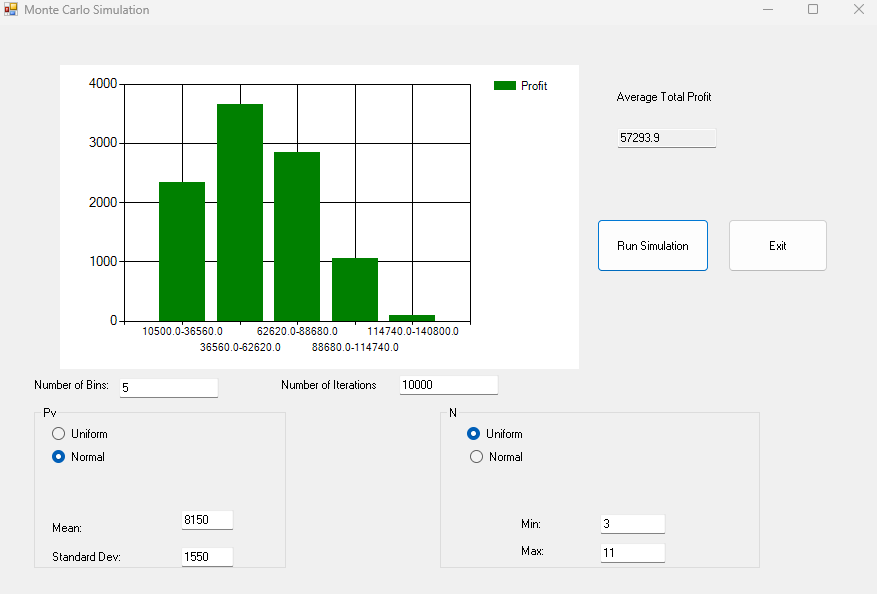 Monte Carlo Simulation
4000
3000
2000
1000
0
10500.0-36560.0
36560.0-62620.0
62620.0-88680.0
88680.0-114740.0
114740.0-140800.0
Profit
Average Total Profit
57293.9
Run Simulation
Exit
Number of Bins:
5
Number of Iterations
10000
Pv
Uniform
Normal
Mean:
8150
Standard Dev:
1550
N
Uniform
Normal
Min:
3
Max:
11